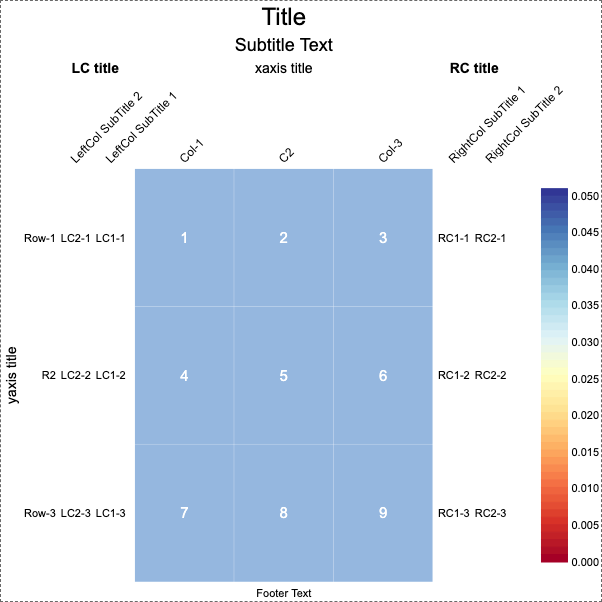 Title
Subtitle Text
LC title xaxis title RC title
LeftCol SubTitle 2 LeftCol SubTitle 1 Col-1 C2 Col-3 RightCol SubTitle 1 RightCol SubTitle 2
0.050
Row-1 LC2-1 LC1-1 1 2 3 RC1-1 RC2-1
0.045
0.040
0.035
0.030
yaxis title
R2 LC2-2 LC1-2 4 5 6 RC1-2 RC2-2
0.025
0.020
0.015
0.010
Row-3 LC2-3 LC1-3 7 8 9 RC1-3 RC2-3
0.005
0.000
Footer Text